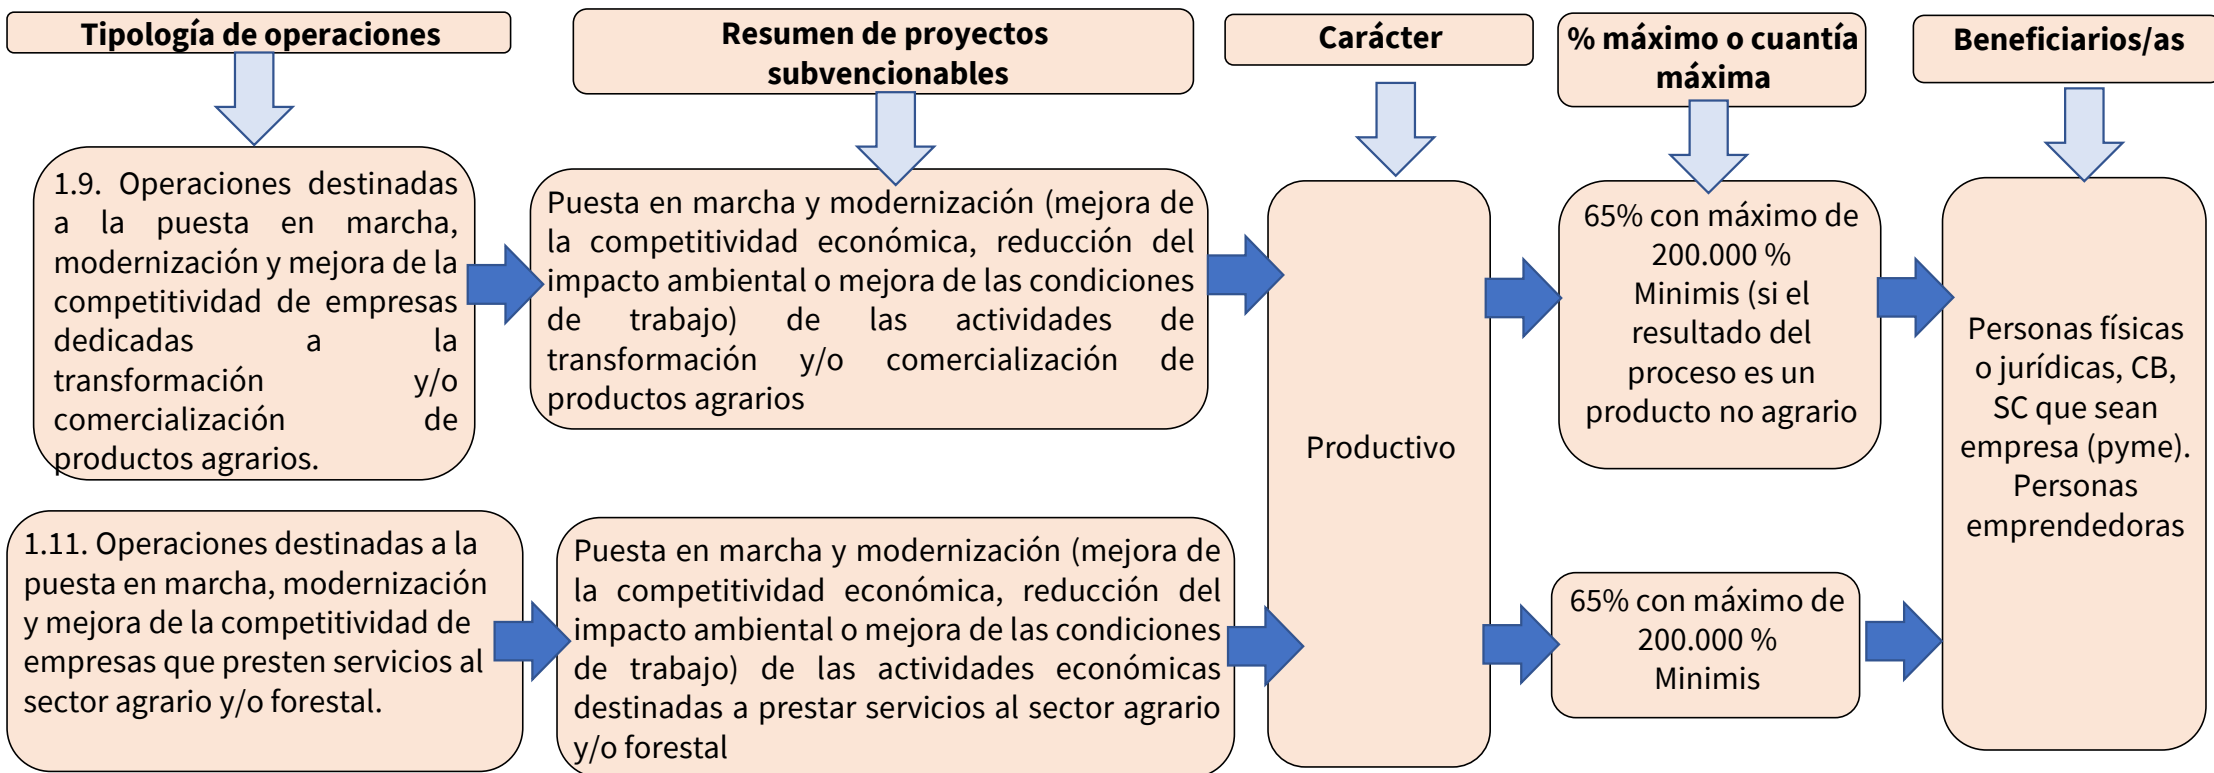 Tipología de operaciones
Resumen de proyectos
subvencionables
Carácter
% máximo o cuantía
máxima
Beneficiarios/as
1.9. Operaciones destinadas
a la puesta en marcha,
modernización y mejora de la
competitividad de empresas
dedicadas a la
transformación y/o
comercialización de
productos agrarios.
Puesta en marcha y modernización (mejora de
la competitividad económica, reducción del
impacto ambiental o mejora de las condiciones
de trabajo) de las actividades de
transformación y/o comercialización de
productos agrarios
Productivo
65% con máximo de
200.000 %
Minimis (si el
resultado del
proceso es un
producto no agrario
Personas físicas
o jurídicas, CB,
SC que sean
empresa (pyme).
Personas
emprendedoras
1.11. Operaciones destinadas a la
puesta en marcha, modernización
y mejora de la competitividad de
empresas que presten servicios al
sector agrario y/o forestal.
Puesta en marcha y modernización (mejora de
la competitividad económica, reducción del
impacto ambiental o mejora de las condiciones
de trabajo) de las actividades económicas
destinadas a prestar servicios al sector agrario
y/o forestal
65% con máximo de
200.000 %
Minimis